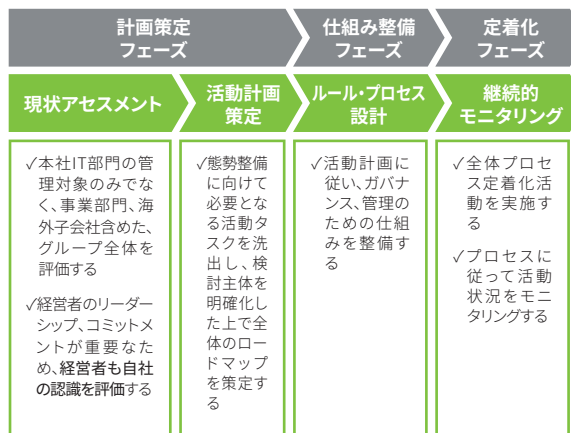 計画策定
フェーズ
仕組み整備
フェーズ
定着化
フェーズ
現状アセスメント
活動計画
策定
ルール・プロセス
設計
継続的
モニタリング
✓本社IT部門の管
理対象のみでな
く、事業部門、海
外子会社含めた、
グループ全体を
評価する
✓経営者のリーダー
シップ、コミットメ
ントが重要なた
め、経営者も自社
の認識を評価する
✓態勢整備
に向けて
必要とな
る活動タ
スクを洗
出し、検
討主体を
明確化し
た上で全
体のロー
ドマップ
を策定す
る
✓活動計画に
従い、ガバナ
ンス、管理の
ための仕組
みを整備す
る
✓全体プロセ
ス定着化活
動を実施す
る
✓プロセスに
従って活動
状況をモニ
タリングする